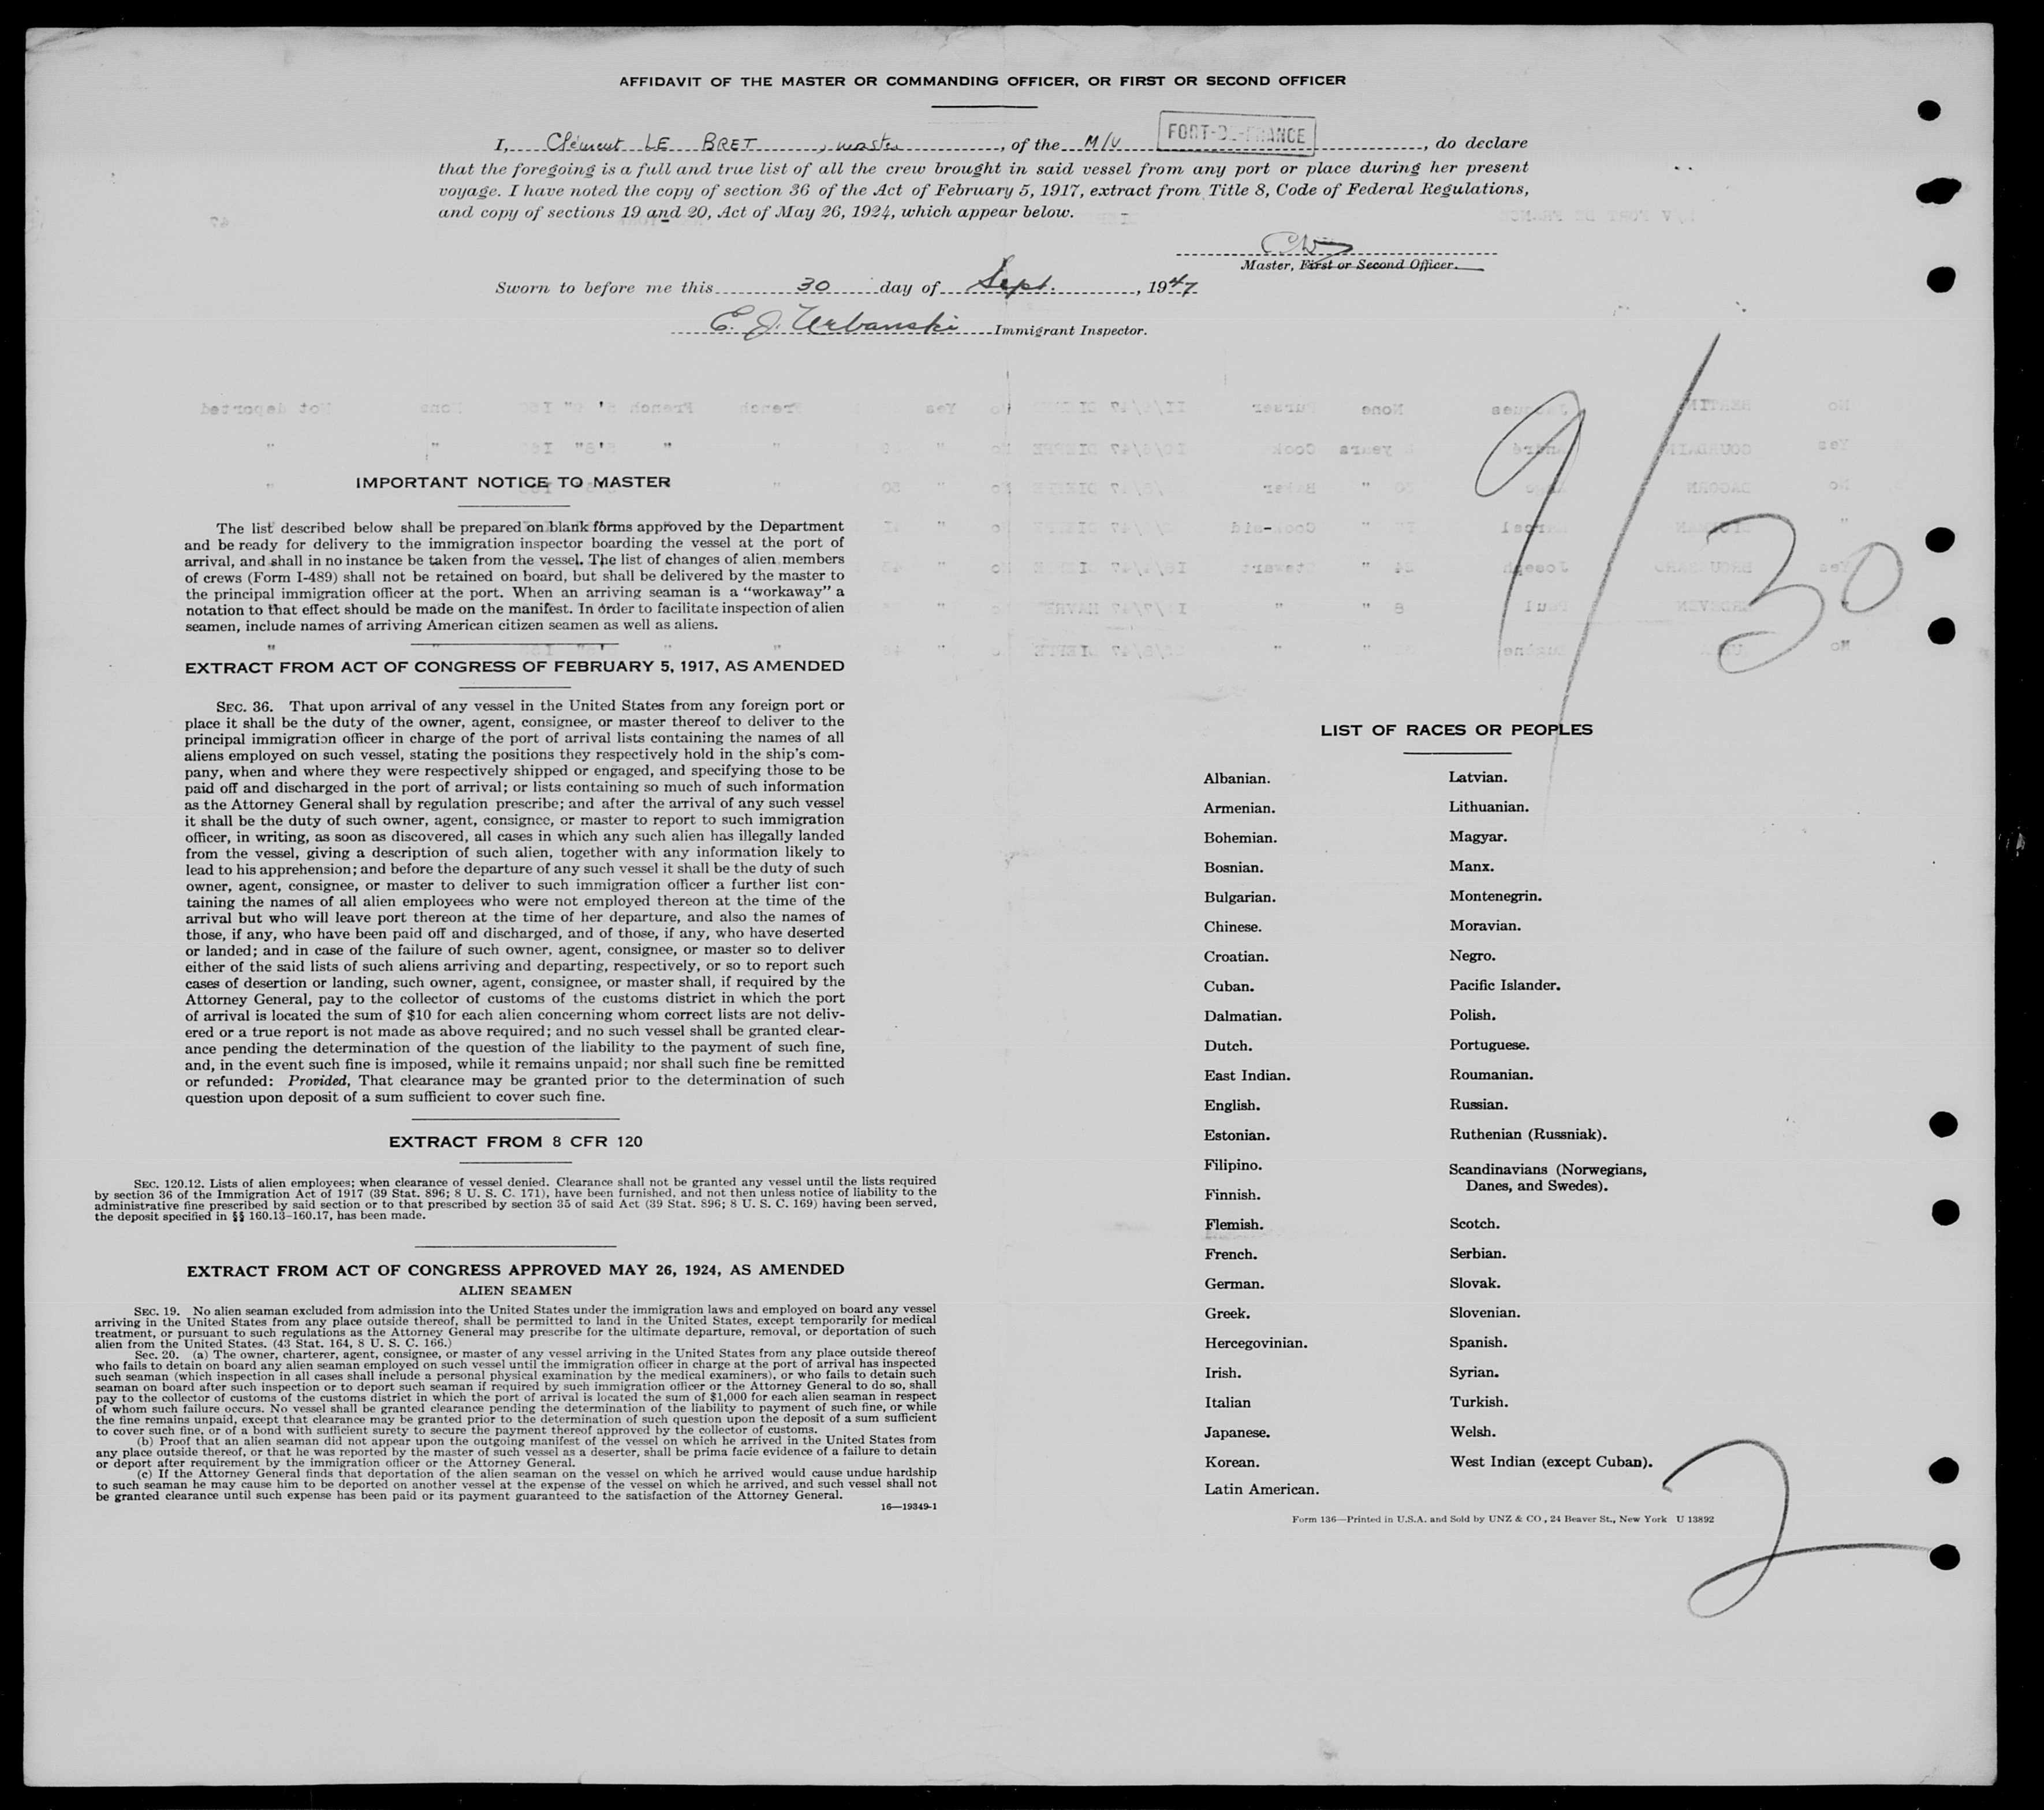 AFFIDAVIT OF THE MASTER OR COMMANDING OFFICER, OR FIRST OR SECOND OFFICER
I, Clément LE BRET, master, of the M/V FORT-DE-FRANCE, do declare
that the foregoing is a full and true list of all the crew brought in said vessel from any port or place during her present
voyage. I have noted the copy of section 36 of the Act of February 5, 1917, extract from Title 8, Code of Federal Regulations,
and copy of sections 19 and 20, Act of May 26, 1924, which appear below.
Master, First or Second Officer.
Sworn to before me this 30 day of Sept., 1947
E. J. Urbanski Immigrant Inspector.
9/30
IMPORTANT NOTICE TO MASTER
The list described below shall be prepared on blank forms approved by the Department
and be ready for delivery to the immigration inspector boarding the vessel at the port of
arrival, and shall in no instance be taken from the vessel. The list of changes of alien members
of crews (Form I-489) shall not be retained on board, but shall be delivered by the master to
the principal immigration officer at the port. When an arriving seaman is a “workaway” a
notation to that effect should be made on the manifest. In order to facilitate inspection of alien
seamen, include names of arriving American citizen seamen as well as aliens.
EXTRACT FROM ACT OF CONGRESS OF FEBRUARY 5, 1917, AS AMENDED
SEC. 36. That upon arrival of any vessel in the United States from any foreign port or
place it shall be the duty of the owner, agent, consignee, or master thereof to deliver to the
principal immigration officer in charge of the port of arrival lists containing the names of all
aliens employed on such vessel, stating the positions they respectively hold in the ship's com-
pany, when and where they were respectively shipped or engaged, and specifying those to be
paid off and discharged in the port of arrival; or lists containing so much of such information
as the Attorney General shall by regulation prescribe; and after the arrival of any such vessel
it shall be the duty of such owner, agent, consignee, or master to report to such immigration
officer, in writing, as soon as discovered, all cases in which any such alien has illegally landed
from the vessel, giving a description of such alien, together with any information likely to
lead to his apprehension; and before the departure of any such vessel it shall be the duty of such
owner, agent, consignee, or master to deliver to such immigration officer a further list con-
taining the names of all alien employees who were not employed thereon at the time of the
arrival but who will leave port thereon at the time of her departure, and also the names of
those, if any, who have been paid off and discharged, and of those, if any, who have deserted
or landed; and in case of the failure of such owner, agent, consignee, or master so to deliver
either of the said lists of such aliens arriving and departing, respectively, or so to report such
cases of desertion or landing, such owner, agent, consignee, or master shall, if required by the
Attorney General, pay to the collector of customs of the customs district in which the port
of arrival is located the sum of $10 for each alien concerning whom correct lists are not deliv-
ered or a true report is not made as above required; and no such vessel shall be granted clear-
ance pending the determination of the question of the liability to the payment of such fine,
and, in the event such fine is imposed, while it remains unpaid; nor shall such fine be remitted
or refunded: Provided, That clearance may be granted prior to the determination of such
question upon deposit of a sum sufficient to cover such fine.
EXTRACT FROM 8 CFR 120
SEC. 120.12. Lists of alien employees; when clearance of vessel denied. Clearance shall not be granted any vessel until the lists required
by section 36 of the Immigration Act of 1917 (39 Stat. 896; 8 U. S. C. 171), have been furnished, and not then unless notice of liability to the
administrative fine prescribed by said section or to that prescribed by section 35 of said Act (39 Stat. 896; 8 U. S. C. 169) having been served,
the deposit specified in §§ 160.13–160.17, has been made.
EXTRACT FROM ACT OF CONGRESS APPROVED MAY 26, 1924, AS AMENDED
ALIEN SEAMEN
SEC. 19. No alien seaman excluded from admission into the United States under the immigration laws and employed on board any vessel
arriving in the United States from any place outside thereof, shall be permitted to land in the United States, except temporarily for medical
treatment, or pursuant to such regulations as the Attorney General may prescribe for the ultimate departure, removal, or deportation of such
alien from the United States. (43 Stat. 164, 8 U. S. C. 166.)
Sec. 20. (a) The owner, charterer, agent, consignee, or master of any vessel arriving in the United States from any place outside thereof
who fails to detain on board any alien seaman employed on such vessel until the immigration officer in charge at the port of arrival has inspected
such seaman (which inspection in all cases shall include a personal physical examination by the medical examiners), or who fails to detain such
seaman on board after such inspection or to deport such seaman if required by such immigration officer or the Attorney General to do so, shall
pay to the collector of customs of the customs district in which the port of arrival is located the sum of $1,000 for each alien seaman in respect
of whom such failure occurs. No vessel shall be granted clearance pending the determination of the liability to payment of such fine, or while
the fine remains unpaid, except that clearance may be granted prior to the determination of such question upon the deposit of a sum sufficient
to cover such fine, or of a bond with sufficient surety to secure the payment thereof approved by the collector of customs.
(b) Proof that an alien seaman did not appear upon the outgoing manifest of the vessel on which he arrived in the United States from
any place outside thereof, or that he was reported by the master of such vessel as a deserter, shall be prima facie evidence of a failure to detain
or deport after requirement by the immigration officer or the Attorney General.
(c) If the Attorney General finds that deportation of the alien seaman on the vessel on which he arrived would cause undue hardship
to such seaman he may cause him to be deported on another vessel at the expense of the vessel on which he arrived, and such vessel shall not
be granted clearance until such expense has been paid or its payment guaranteed to the satisfaction of the Attorney General.
16—19349-1
LIST OF RACES OR PEOPLES
Albanian.
Armenian.
Bohemian.
Bosnian.
Bulgarian.
Chinese.
Croatian.
Cuban.
Dalmatian.
Dutch.
East Indian.
English.
Estonian.
Filipino.
Finnish.
Flemish.
French.
German.
Greek.
Hercegovinian.
Irish.
Italian
Japanese.
Korean.
Latin American.
Latvian.
Lithuanian.
Magyar.
Manx.
Montenegrin.
Moravian.
Negro.
Pacific Islander.
Polish.
Portuguese.
Roumanian.
Russian.
Ruthenian (Russniak).
Scandinavians (Norwegians,
Danes, and Swedes).
Scotch.
Serbian.
Slovak.
Slovenian.
Spanish.
Syrian.
Turkish.
Welsh.
West Indian (except Cuban).
Form 136—Printed in U.S.A. and Sold by UNZ & CO., 24 Beaver St., New York U 13892
2